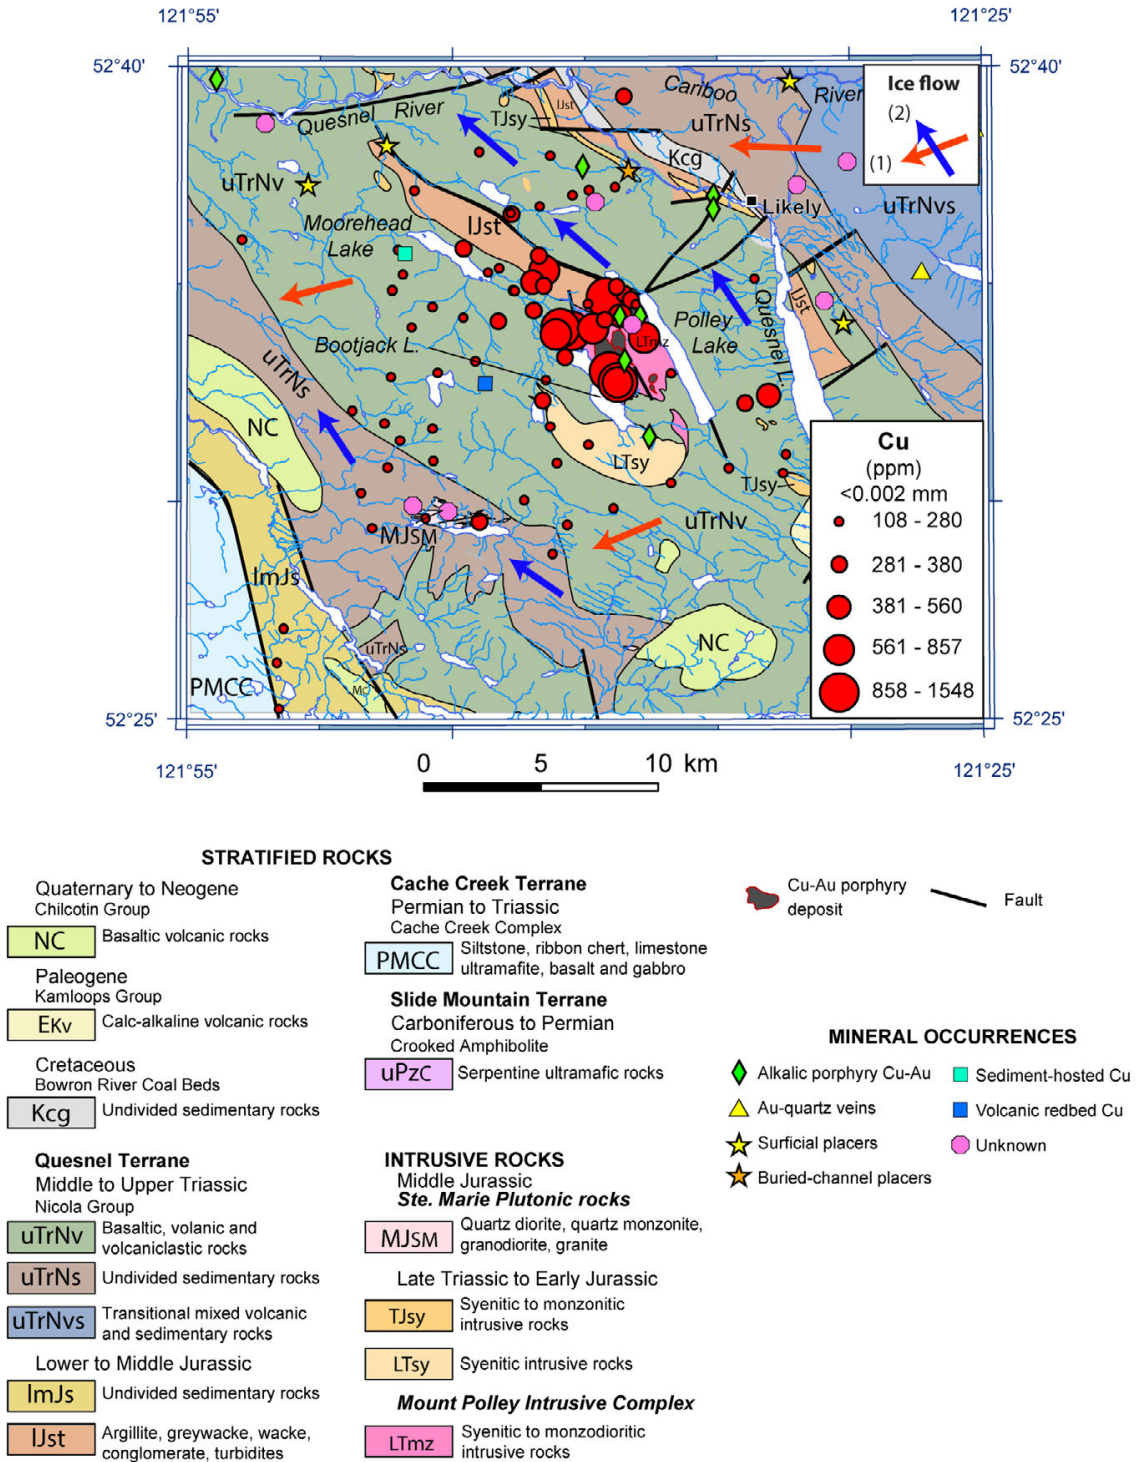 121°55'
121°25'
52°40'
52°40'
Cariboo
River
Ice flow
(2)
(1)
lJst
Quesnel River
TJsy
uTrNs
Kcg
uTrNv
Likely
uTrNvs
Moorehead
Lake
lJst
lJst
Quesnel L.
Polley
Lake
Bootjack L.
LTmz
uTrNs
NC
Cu
(ppm)
<0.002 mm
108 - 280
281 - 380
381 - 560
561 - 857
858 - 1548
LTsy
TJsy
uTrNv
MJSM
lmJs
uTrNs
NC
PMCC
52°25'
52°25'
121°55'
121°25'
0 5 10 km
STRATIFIED ROCKS
Quaternary to Neogene
Chilcotin Group
NC Basaltic volcanic rocks
Paleogene
Kamloops Group
EKv Calc-alkaline volcanic rocks
Cretaceous
Bowron River Coal Beds
Kcg Undivided sedimentary rocks
Quesnel Terrane
Middle to Upper Triassic
Nicola Group
uTrNv Basaltic, volanic and
volcaniclastic rocks
uTrNs Undivided sedimentary rocks
uTrNvs Transitional mixed volcanic
and sedimentary rocks
Lower to Middle Jurassic
lmJs Undivided sedimentary rocks
lJst Argillite, greywacke, wacke,
conglomerate, turbidites
Cache Creek Terrane
Permian to Triassic
Cache Creek Complex
PMCC Siltstone, ribbon chert, limestone
ultramafite, basalt and gabbro
Slide Mountain Terrane
Carboniferous to Permian
Crooked Amphibolite
uPzC Serpentine ultramafic rocks
INTRUSIVE ROCKS
Middle Jurassic
Ste. Marie Plutonic rocks
MJSM Quartz diorite, quartz monzonite,
granodiorite, granite
Late Triassic to Early Jurassic
TJsy Syenitic to monzonitic
intrusive rocks
LTsy Syenitic intrusive rocks
Mount Polley Intrusive Complex
LTmz Syenitic to monzodioritic
intrusive rocks
Cu-Au porphyry
deposit
Fault
MINERAL OCCURRENCES
Alkalic porphyry Cu-Au
Au-quartz veins
Surficial placers
Buried-channel placers
Sediment-hosted Cu
Volcanic redbed Cu
Unknown